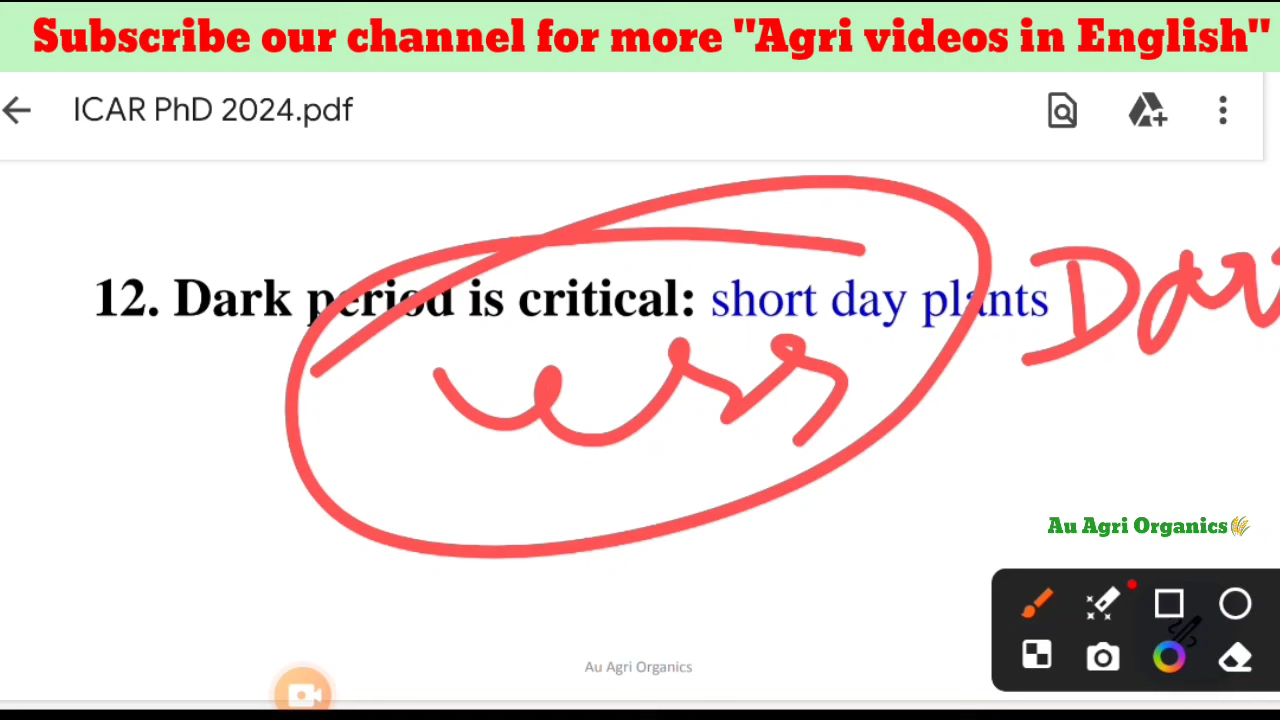 Subscribe our channel for more "Agri videos in English"
ICAR PhD 2024.pdf
12. Dark period is critical: short day plants
Au Agri Organics
Au Agri Organics